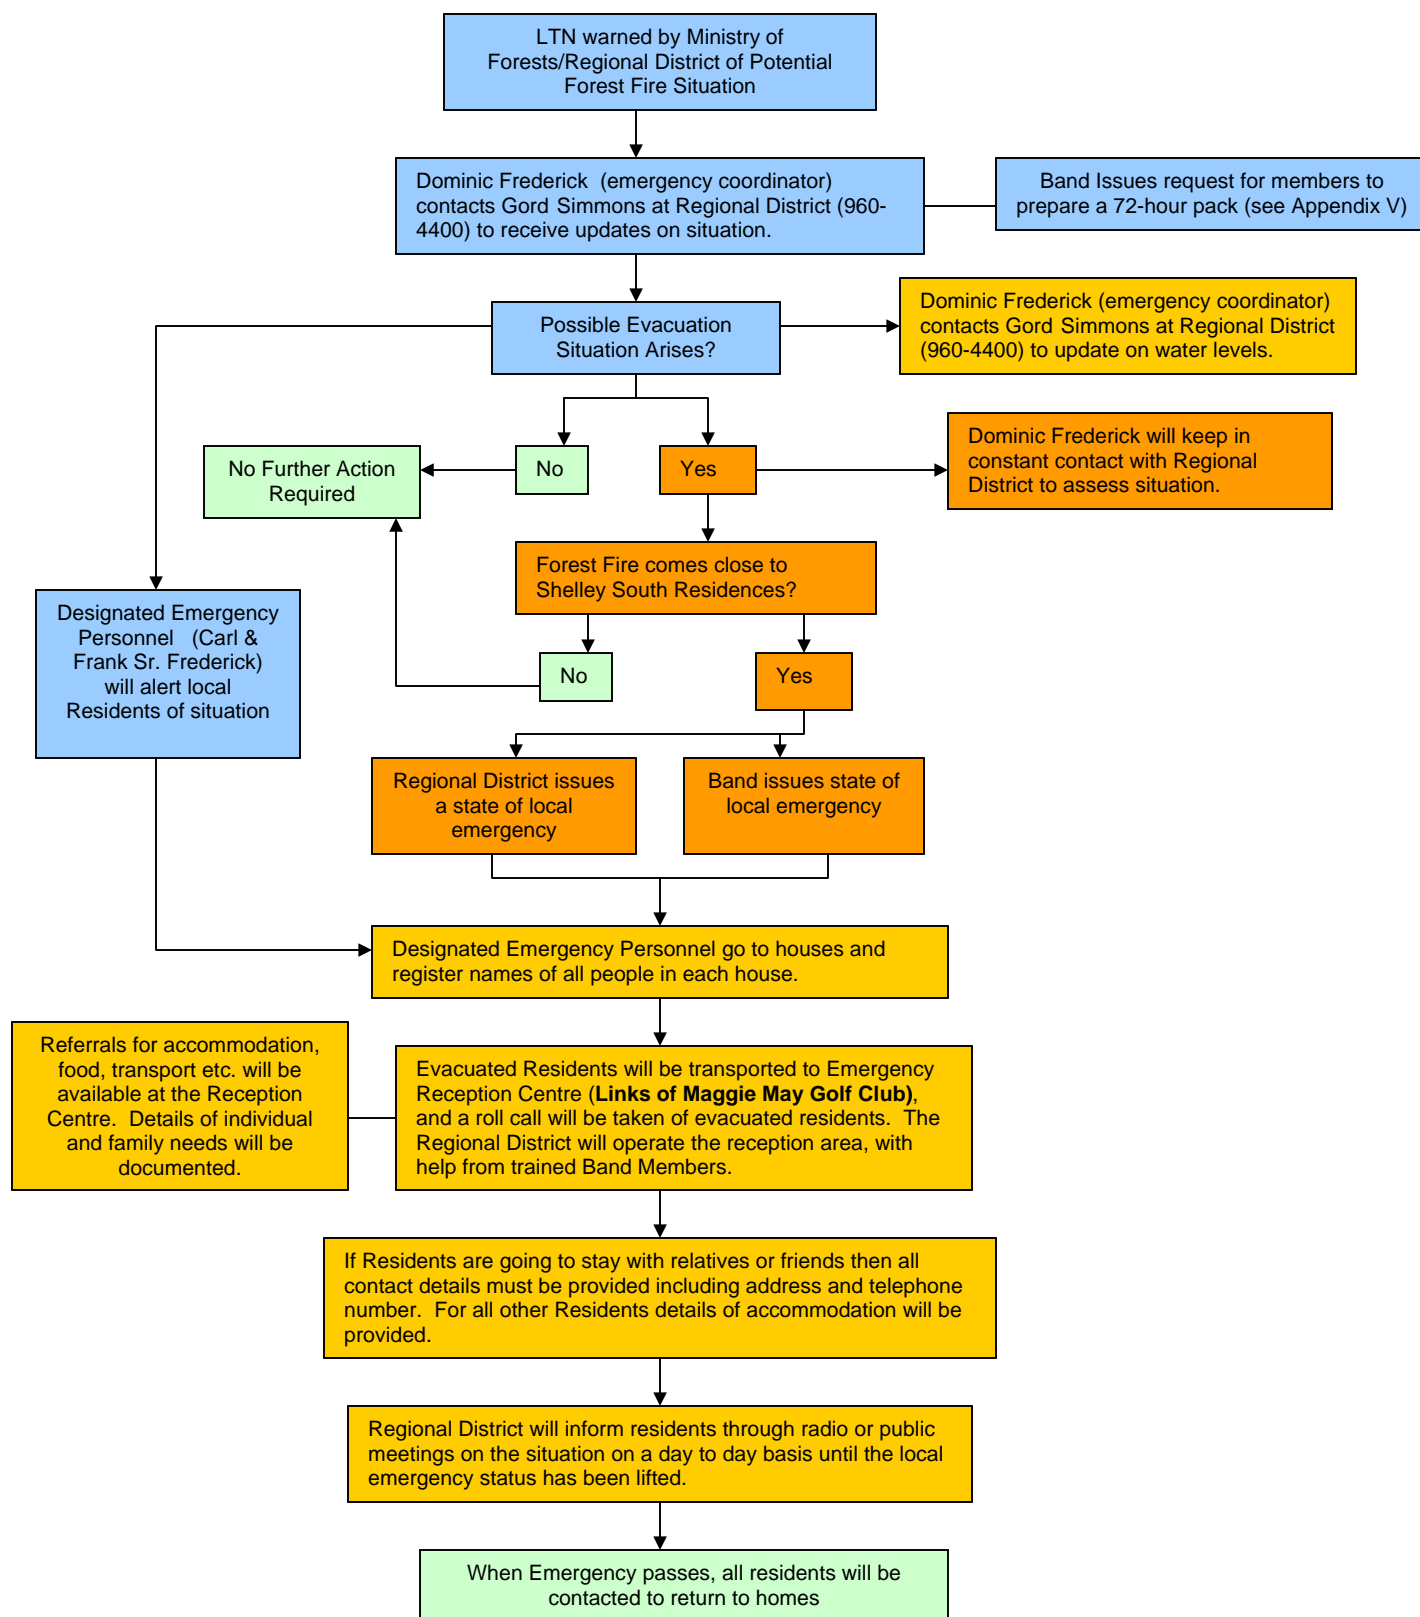 LTN warned by Ministry of
Forests/Regional District of Potential
Forest Fire Situation
Dominic Frederick (emergency coordinator)
contacts Gord Simmons at Regional District (960-
4400) to receive updates on situation.
Band Issues request for members to
prepare a 72-hour pack (see Appendix V)
Possible Evacuation
Situation Arises?
Dominic Frederick (emergency coordinator)
contacts Gord Simmons at Regional District
(960-4400) to update on water levels.
No Further Action
Required
No
Yes
Dominic Frederick will keep in
constant contact with Regional
District to assess situation.
Forest Fire comes close to
Shelley South Residences?
Designated Emergency
Personnel (Carl &
Frank Sr. Frederick)
will alert local
Residents of situation
No
Yes
Regional District issues
a state of local
emergency
Band issues state of
local emergency
Designated Emergency Personnel go to houses and
register names of all people in each house.
Referrals for accommodation,
food, transport etc. will be
available at the Reception
Centre. Details of individual
and family needs will be
documented.
Evacuated Residents will be transported to Emergency
Reception Centre (Links of Maggie May Golf Club),
and a roll call will be taken of evacuated residents. The
Regional District will operate the reception area, with
help from trained Band Members.
If Residents are going to stay with relatives or friends then all
contact details must be provided including address and telephone
number. For all other Residents details of accommodation will be
provided.
Regional District will inform residents through radio or public
meetings on the situation on a day to day basis until the local
emergency status has been lifted.
When Emergency passes, all residents will be
contacted to return to homes